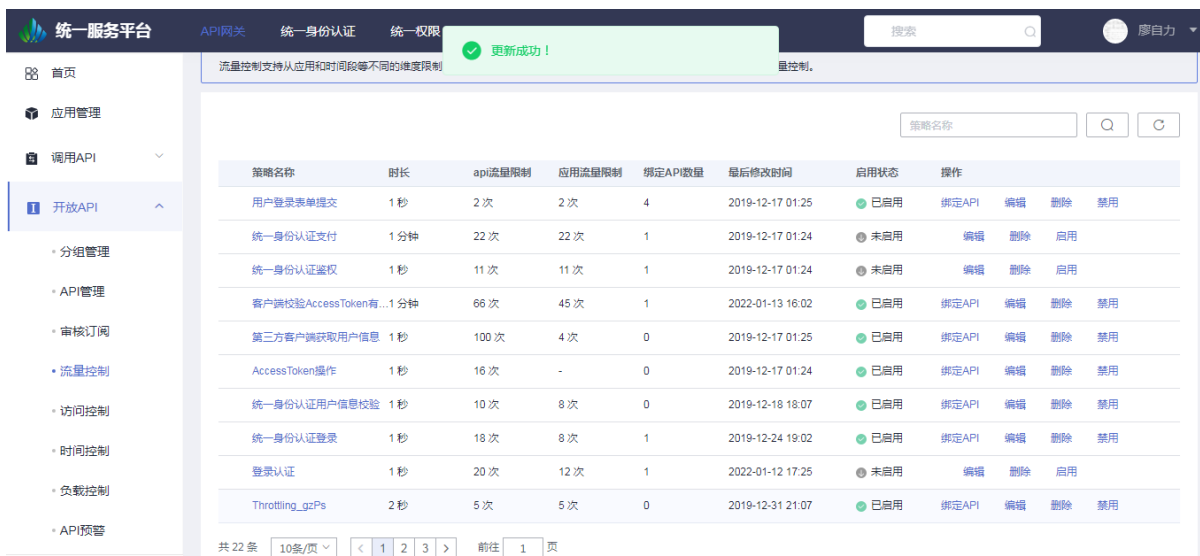 统一服务平台 API网关 统一身份认证 统一权限 搜索 廖自力
更新成功！
流量控制支持从应用和时间段等不同的维度限制 量控制。
首页
应用管理
调用API
开放API
分组管理
API管理
审核订阅
流量控制
访问控制
时间控制
负载控制
API预警
策略名称
策略名称 时长 api流量限制 应用流量限制 绑定API数量 最后修改时间 启用状态 操作
用户登录表单提交 1 秒 2 次 2 次 4 2019-12-17 01:25 已启用 绑定API 编辑 删除 禁用
统一身份认证支付 1 分钟 22 次 22 次 1 2019-12-17 01:24 未启用 编辑 删除 启用
统一身份认证鉴权 1 秒 11 次 11 次 1 2019-12-17 01:24 未启用 编辑 删除 启用
客户端校验AccessToken有... 1 分钟 66 次 45 次 1 2022-01-13 16:02 已启用 绑定API 编辑 删除 禁用
第三方客户端获取用户信息 1 秒 100 次 4 次 0 2019-12-17 01:25 已启用 绑定API 编辑 删除 禁用
AccessToken操作 1 秒 16 次 - 0 2019-12-17 01:24 已启用 绑定API 编辑 删除 禁用
统一身份认证用户信息校验 1 秒 10 次 8 次 0 2019-12-18 18:07 已启用 绑定API 编辑 删除 禁用
统一身份认证登录 1 秒 18 次 8 次 1 2019-12-24 19:02 已启用 绑定API 编辑 删除 禁用
登录认证 1 秒 20 次 12 次 1 2022-01-12 17:25 未启用 编辑 删除 启用
Throttling_gzPs 2 秒 5 次 5 次 0 2019-12-31 21:07 已启用 绑定API 编辑 删除 禁用
共 22 条 10条/页 < 1 2 3 > 前往 1 页